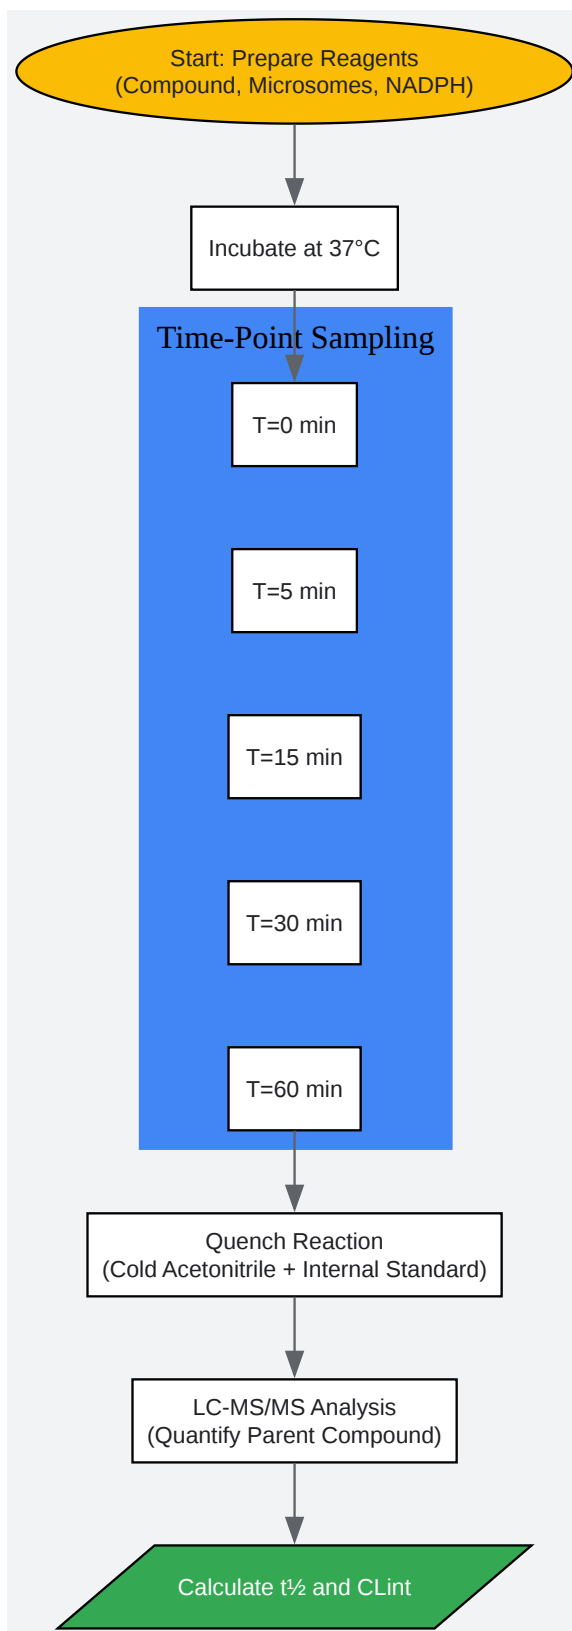 Start: Prepare Reagents
(Compound, Microsomes, NADPH)
Incubate at 37°C
Time-Point Sampling
T=0 min
T=5 min
T=15 min
T=30 min
T=60 min
Quench Reaction
(Cold Acetonitrile + Internal Standard)
LC-MS/MS Analysis
(Quantify Parent Compound)
Calculate t½ and CLint